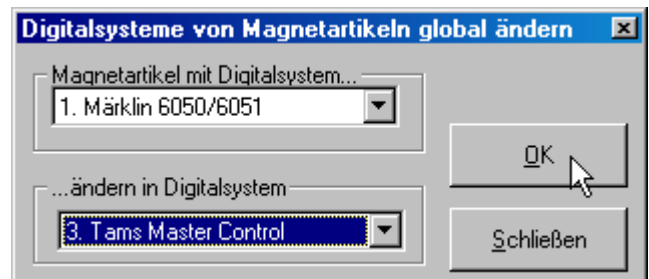 Digitalsysteme von Magnetartikeln global ändern
Magnetartikel mit Digitalsystem...
1. Märklin 6050/6051
OK
...ändern in Digitalsystem
3. Tams Master Control
Schließen